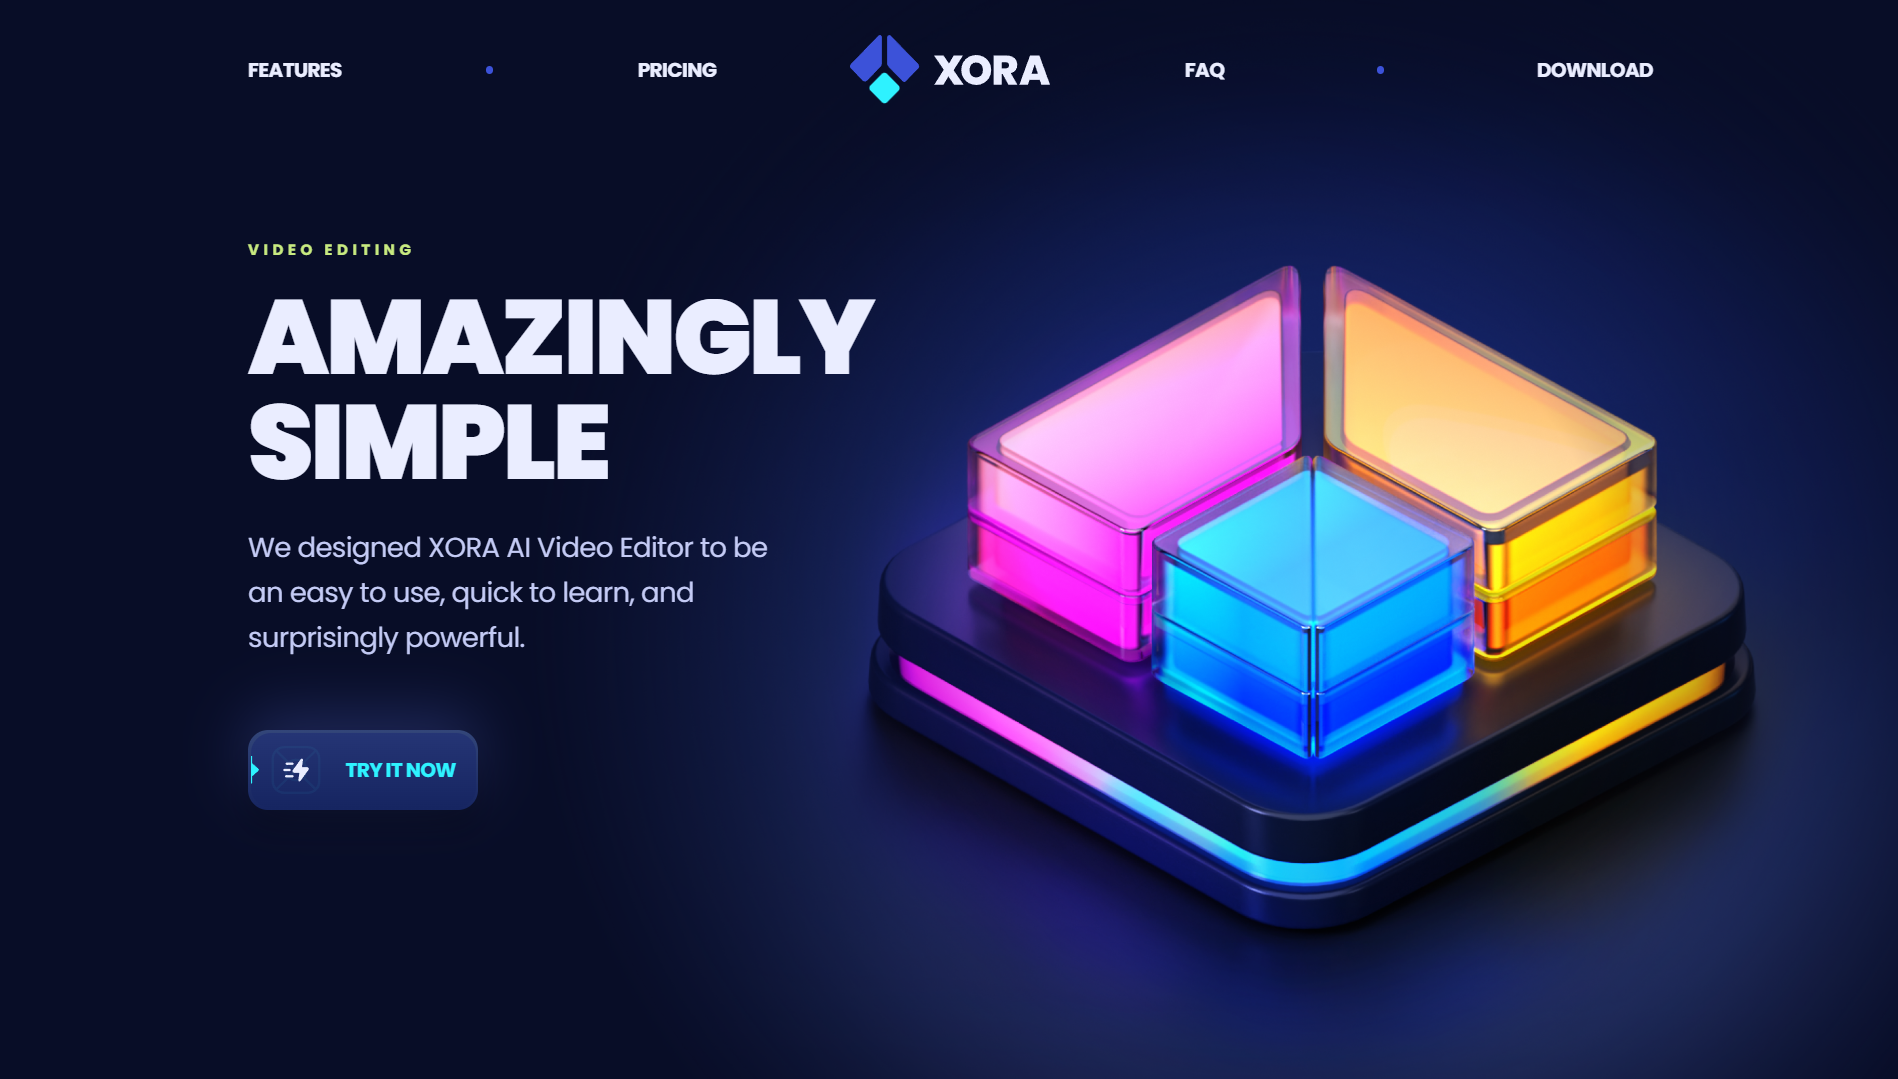 FEATURES
PRICING
XORA
FAQ
DOWNLOAD
VIDEO EDITING
AMAZINGLY
SIMPLE
We designed XORA AI Video Editor to be
an easy to use, quick to learn, and
surprisingly powerful.
TRY IT NOW